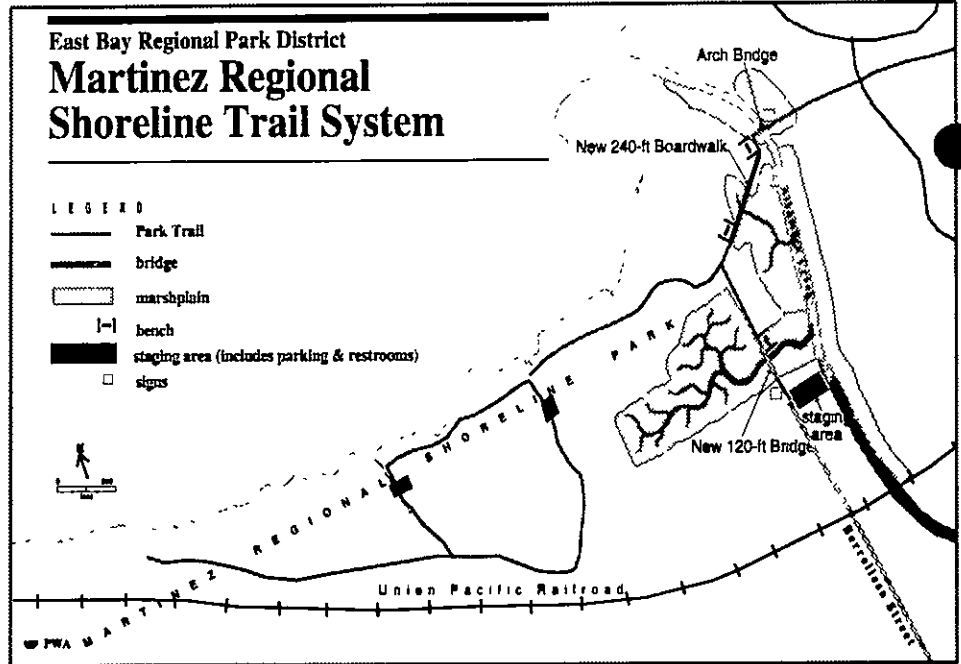 East Bay Regional Park District
Martinez Regional
Shoreline Trail System
LEGEND
Park Trail
bridge
marshplain
bench
staging area (includes parking & restrooms)
signs
N
Arch Bridge
New 240-ft Boardwalk
New 120-ft Bridge
staging
area
MARTINEZ REGIONAL SHORELINE PARK
Union Pacific Railroad
Berrellesa Street
PWA